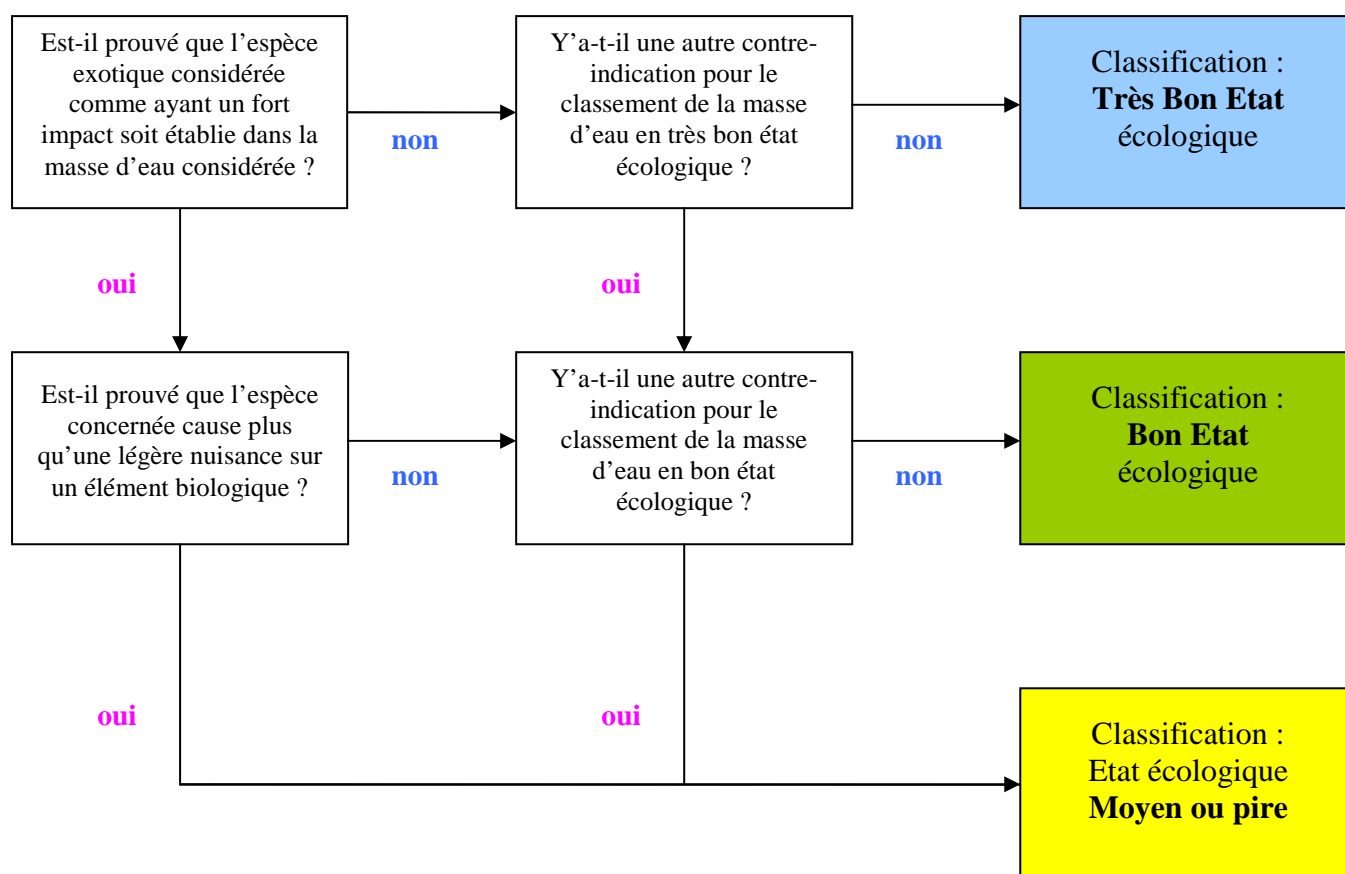 Est-il prouvé que l'espèce
exotique considérée
comme ayant un fort
impact soit établie dans la
masse d'eau considérée ?
non
Y'a-t-il une autre contre-
indication pour le
classement de la masse
d'eau en très bon état
écologique ?
non
Classification :
Très Bon Etat
écologique
oui
oui
Est-il prouvé que l'espèce
concernée cause plus
qu'une légère nuisance sur
un élément biologique ?
non
Y'a-t-il une autre contre-
indication pour le
classement de la masse
d'eau en bon état
écologique ?
non
Classification :
Bon Etat
écologique
oui
oui
Classification :
Etat écologique
Moyen ou pire